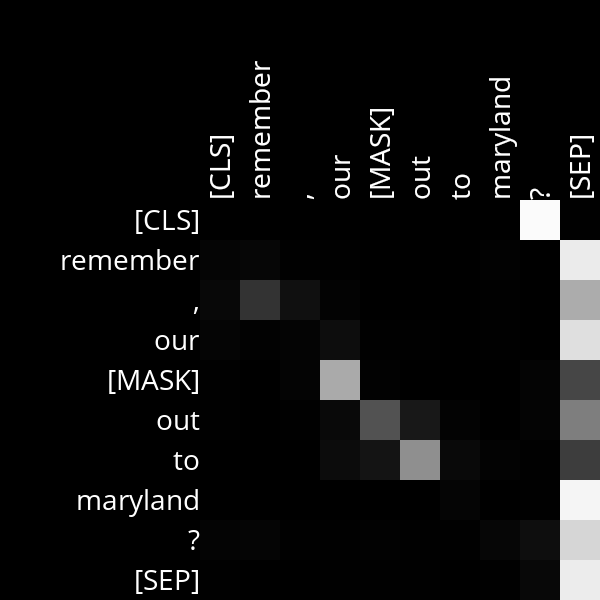 [CLS] remember , our [MASK] out to maryland ? [SEP]
[CLS]
remember
,
our
[MASK]
out
to
maryland
?
[SEP]